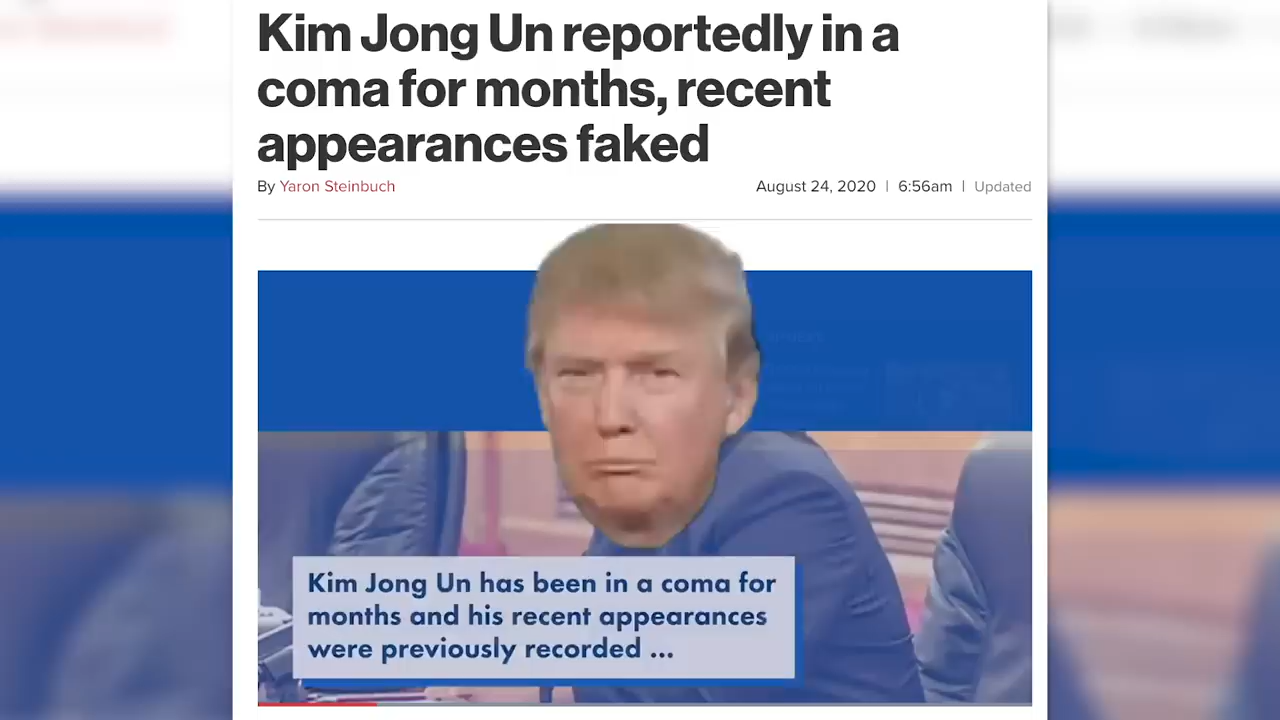 Kim Jong Un reportedly in a
coma for months, recent
appearances faked
By Yaron Steinbuch
August 24, 2020 | 6:56am | Updated
Kim Jong Un has been in a coma for
months and his recent appearances
were previously recorded ...